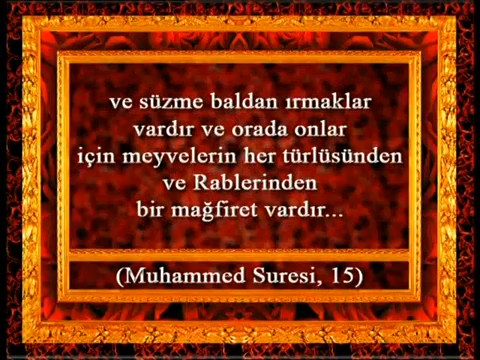 ve süzme baldan ırmaklar
vardır ve orada onlar
için meyvelerin her türlüsünden
ve Rablerinden
bir mağfiret vardır...
(Muhammed Suresi, 15)